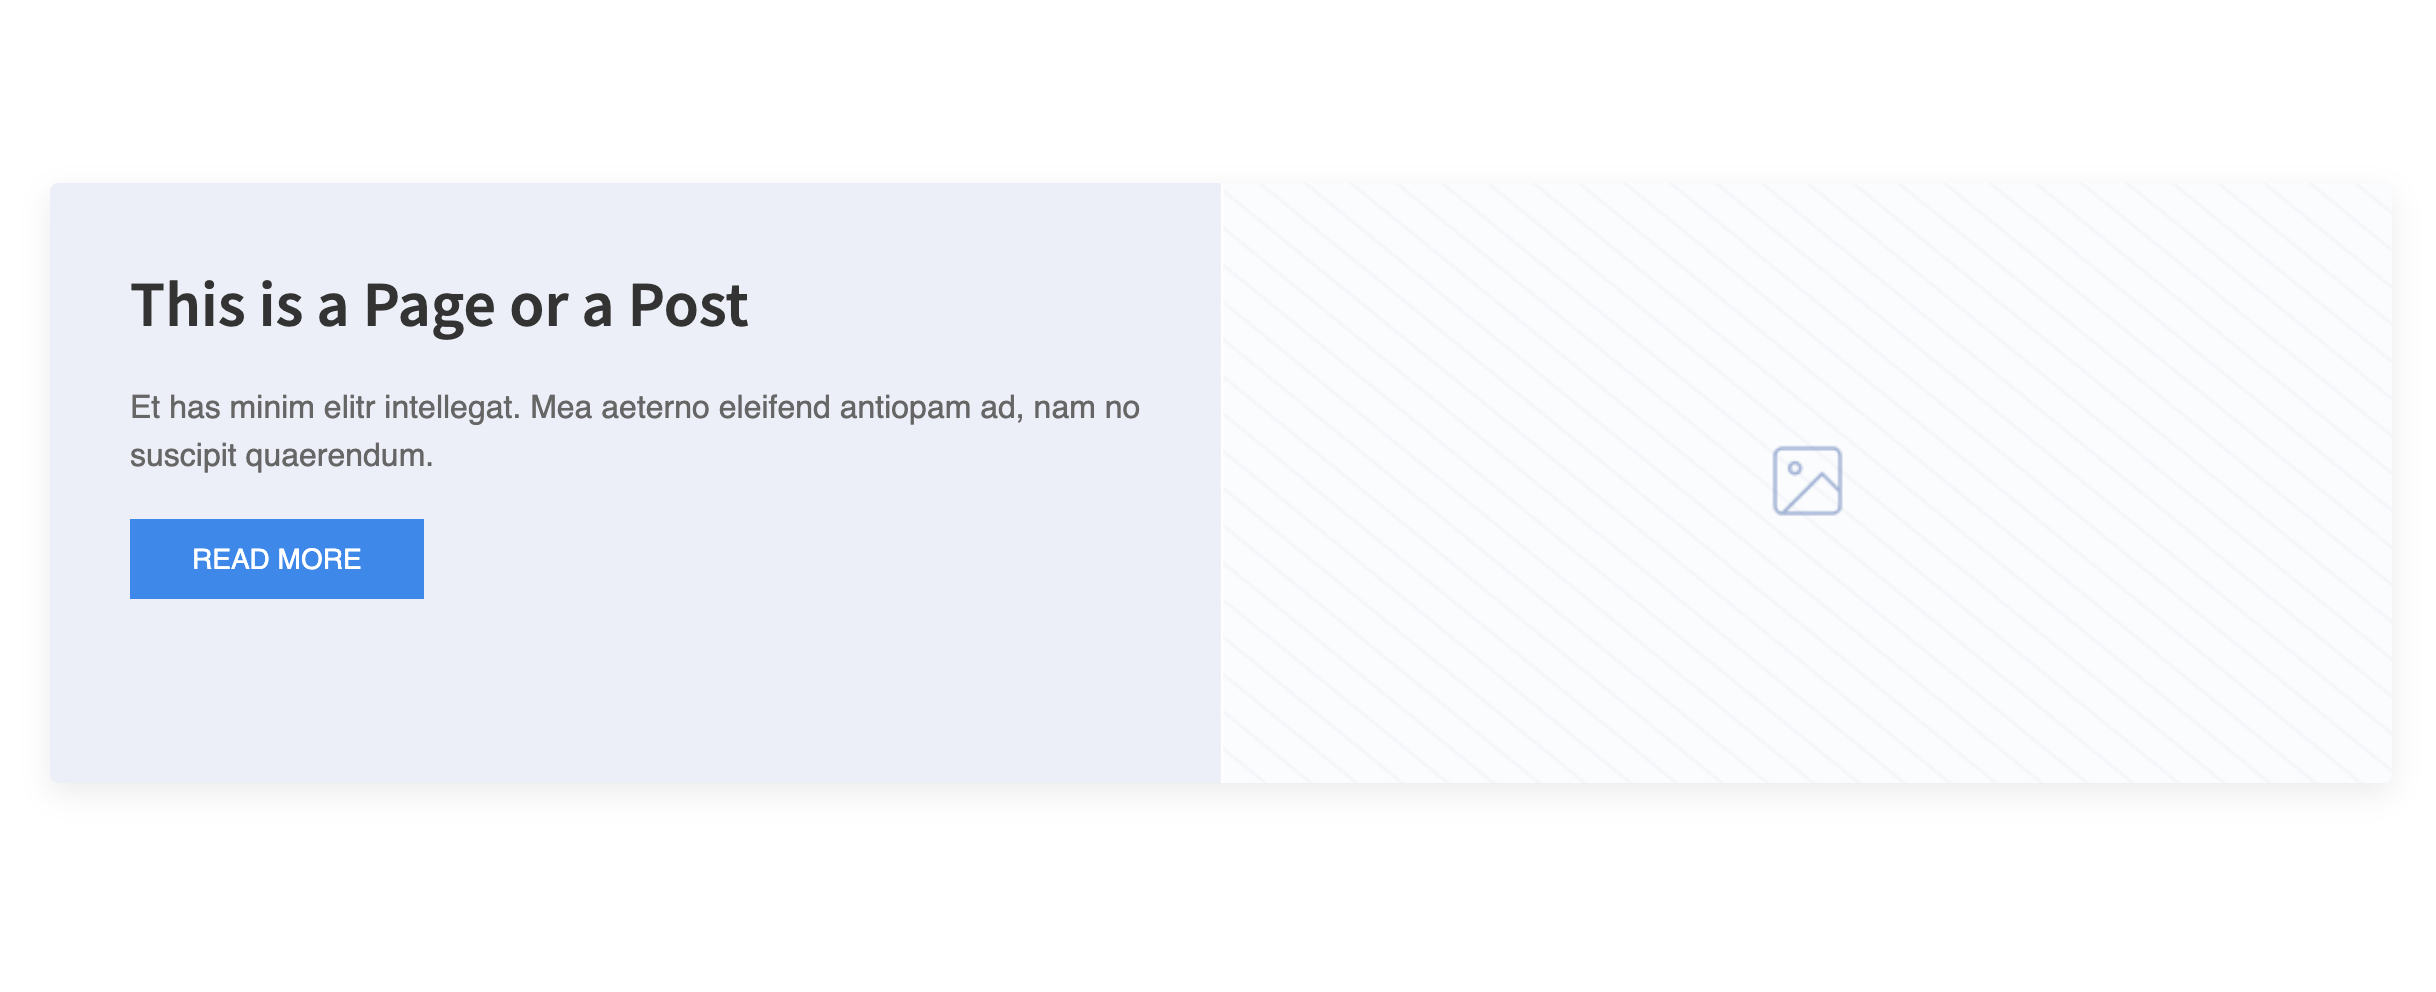 This is a Page or a Post
Et has minim elitr intellegat. Mea aeterno eleifend antiopam ad, nam no
suscipit quaerendum.
READ MORE